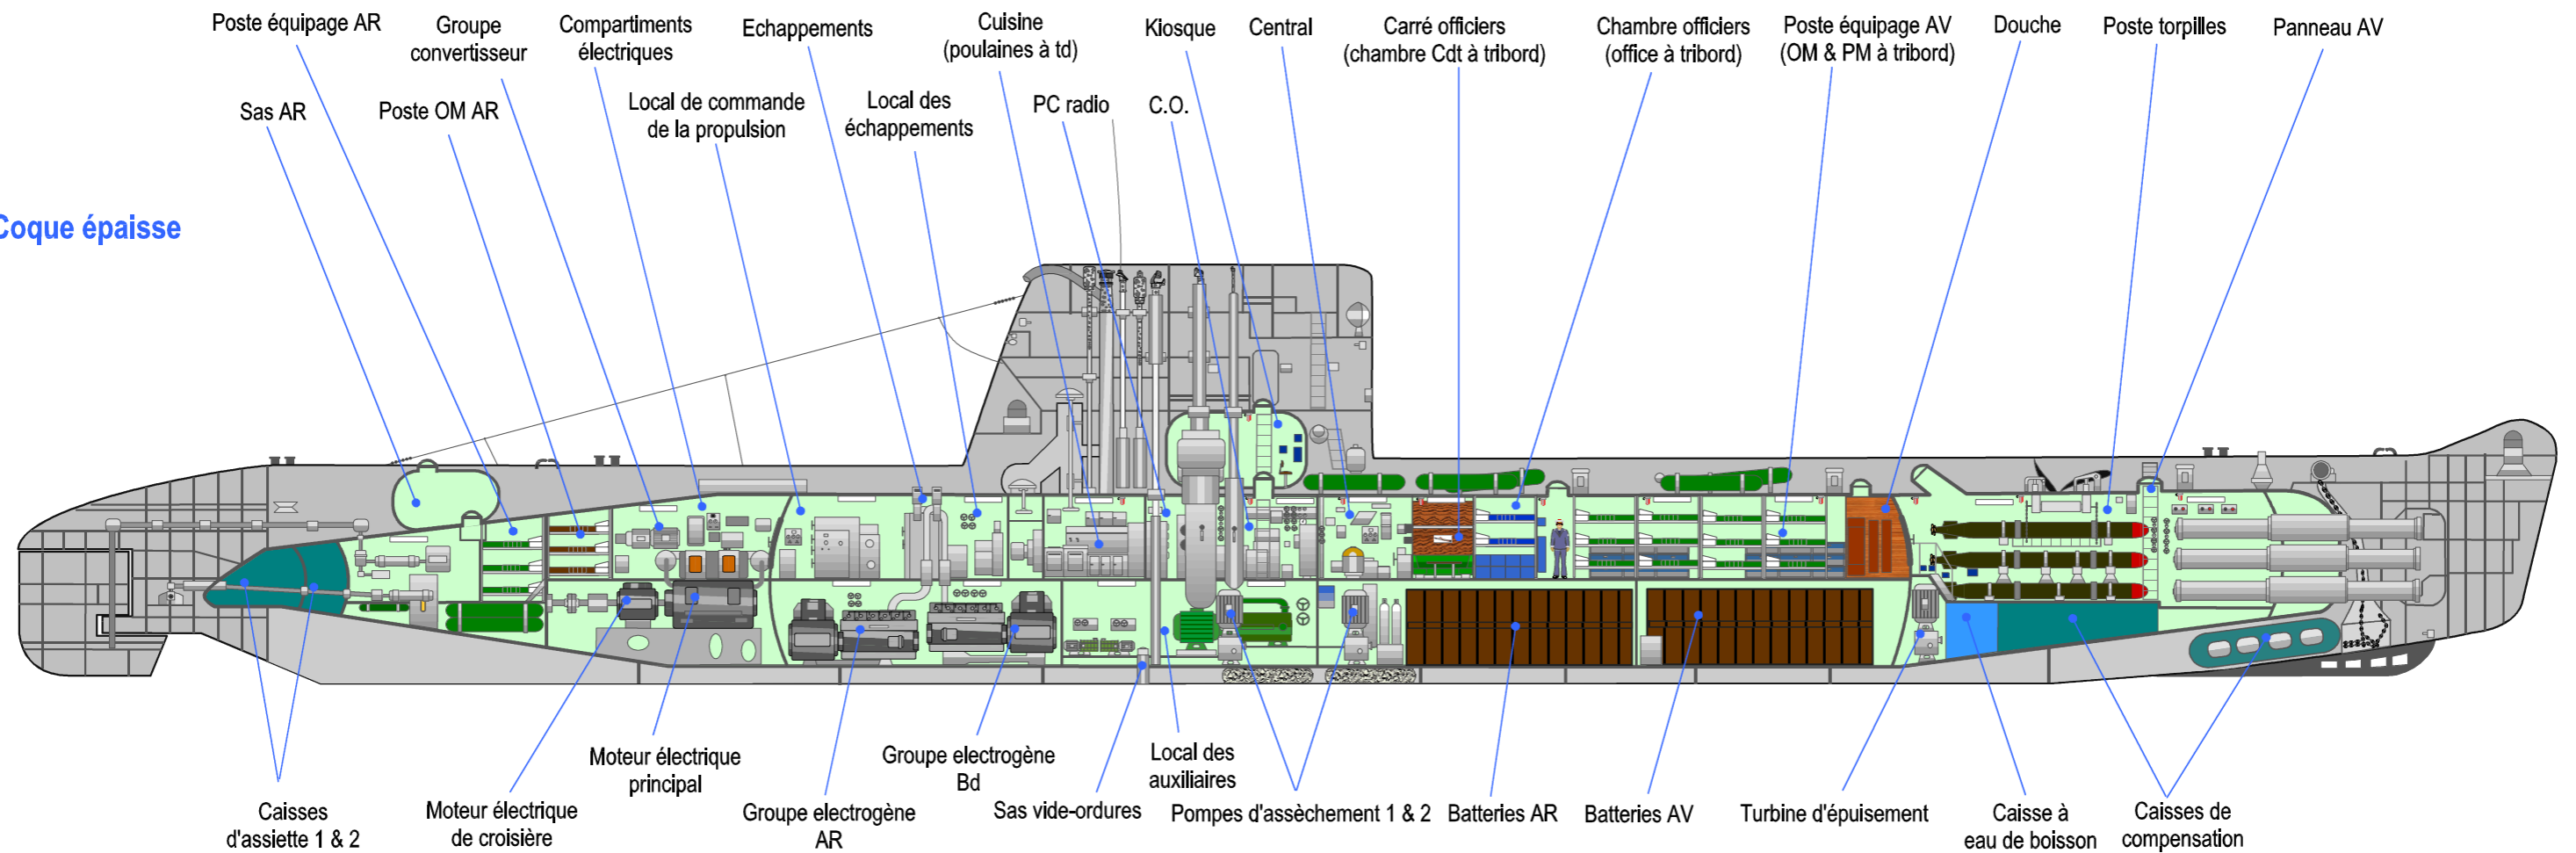 Poste équipage AR
Groupe
convertisseur
Compartiments
électriques
Echappements
Cuisine
(poulaines à td)
Kiosque
Central
Carré officiers
(chambre Cdt à tribord)
Chambre officiers
(office à tribord)
Poste équipage AV
(OM & PM à tribord)
Douche
Poste torpilles
Panneau AV
Sas AR
Poste OM AR
Local de commande
de la propulsion
Local des
échappements
PC radio
C.O.
Coque épaisse
Caisses
d'assiette 1 & 2
Moteur électrique
de croisière
Moteur électrique
principal
Groupe electrogène
AR
Groupe electrogène
Bd
Sas vide-ordures
Local des
auxiliaires
Pompes d'assèchement 1 & 2
Batteries AR
Batteries AV
Turbine d'épuisement
Caisse à
eau de boisson
Caisses de
compensation